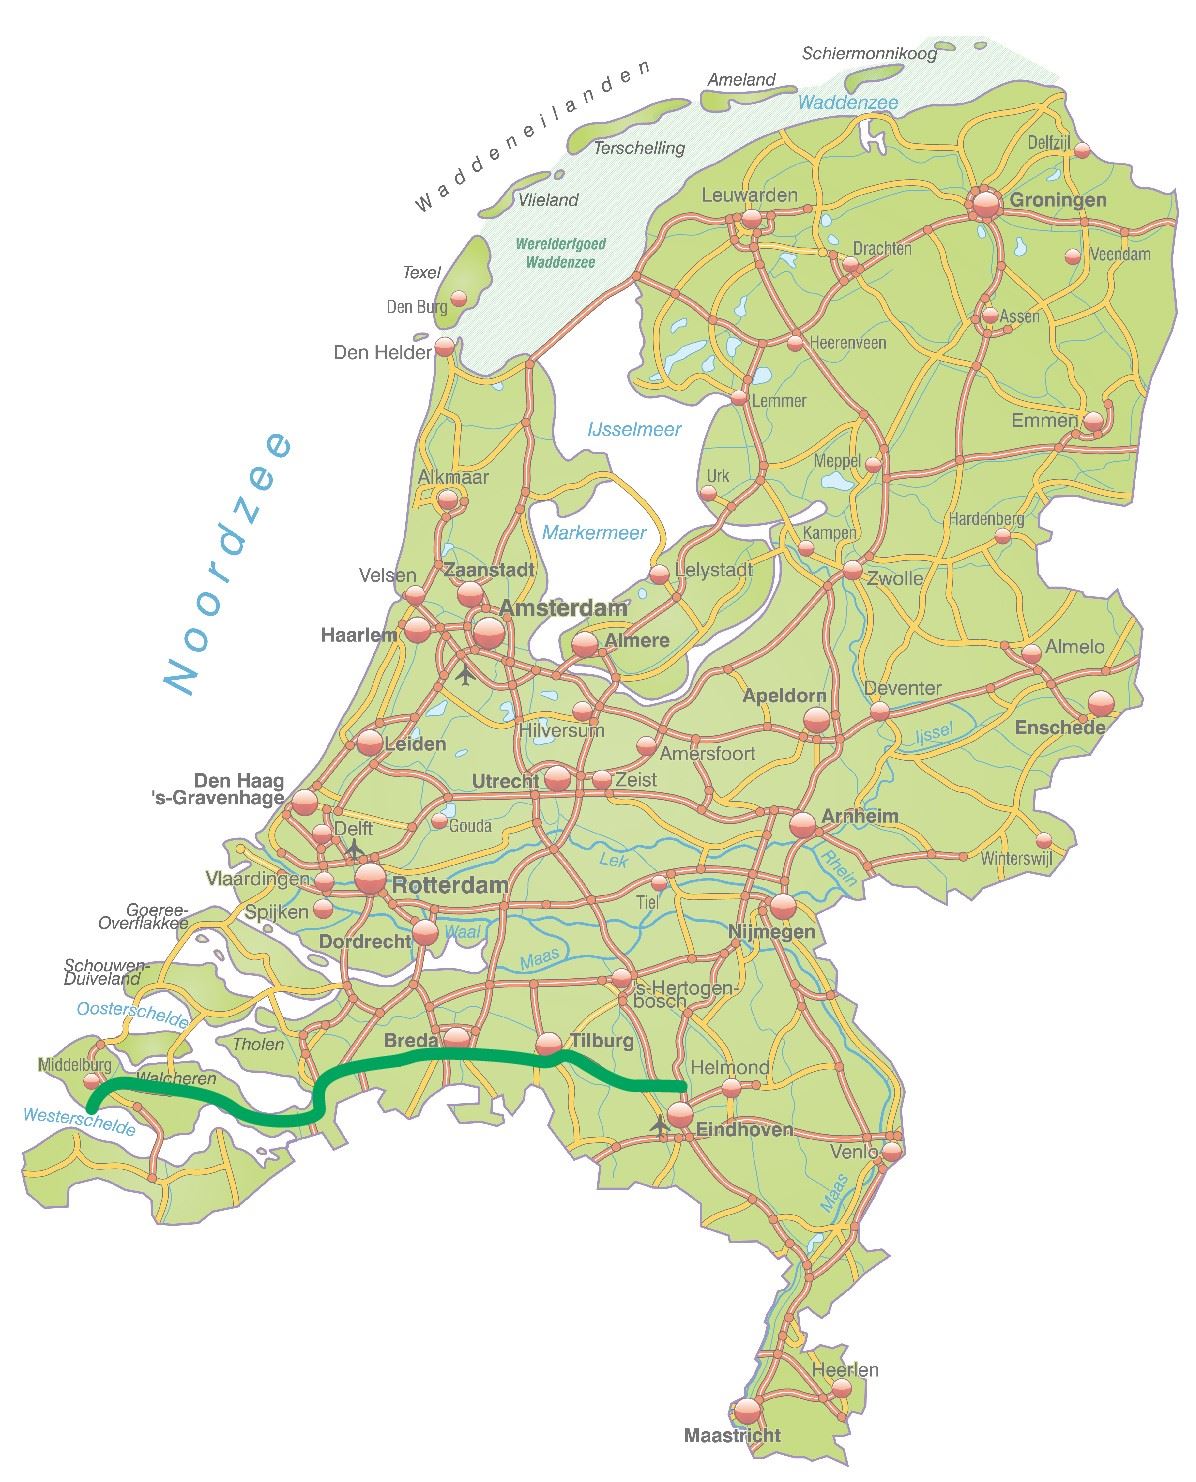 Schiermonnikoog
Ameland
Waddenzee
Waddeneilanden
Terschelling
Delfzijl
Vlieland
Leuwarden
Groningen
Werelderfgoed
Waddenzee
Drachten
Veendam
Texel
Den Burg
Assen
Den Helder
Heerenveen
Lemmer
IJsselmeer
Emmen
Noordzee
Meppel
Alkmaar
Urk
Hardenberg
Markermeer
Kampen
Velsen
Zaanstadt
Lelystadt
Zwolle
Amsterdam
Haarlem
Almere
Almelo
Apeldorn
Deventer
Enschede
Hilversum
Ijssel
Leiden
Amersfoort
Den Haag
's-Gravenhage
Utrecht
Zeist
Delft
Gouda
Arnheim
Lek
Rhein
Winterswijl
Vlaardingen
Rotterdam
Tiel
Goeree-
Overflakkee
Spijken
Dordrecht
Waal
Nijmegen
Maas
Schouwen-
Duiveland
's-Hertogen-
bosch
Oosterschelde
Tholen
Breda
Tilburg
Middelburg
Walcheren
Helmond
Westerschelde
Eindhoven
Venlo
Maas
Heerlen
Maastricht